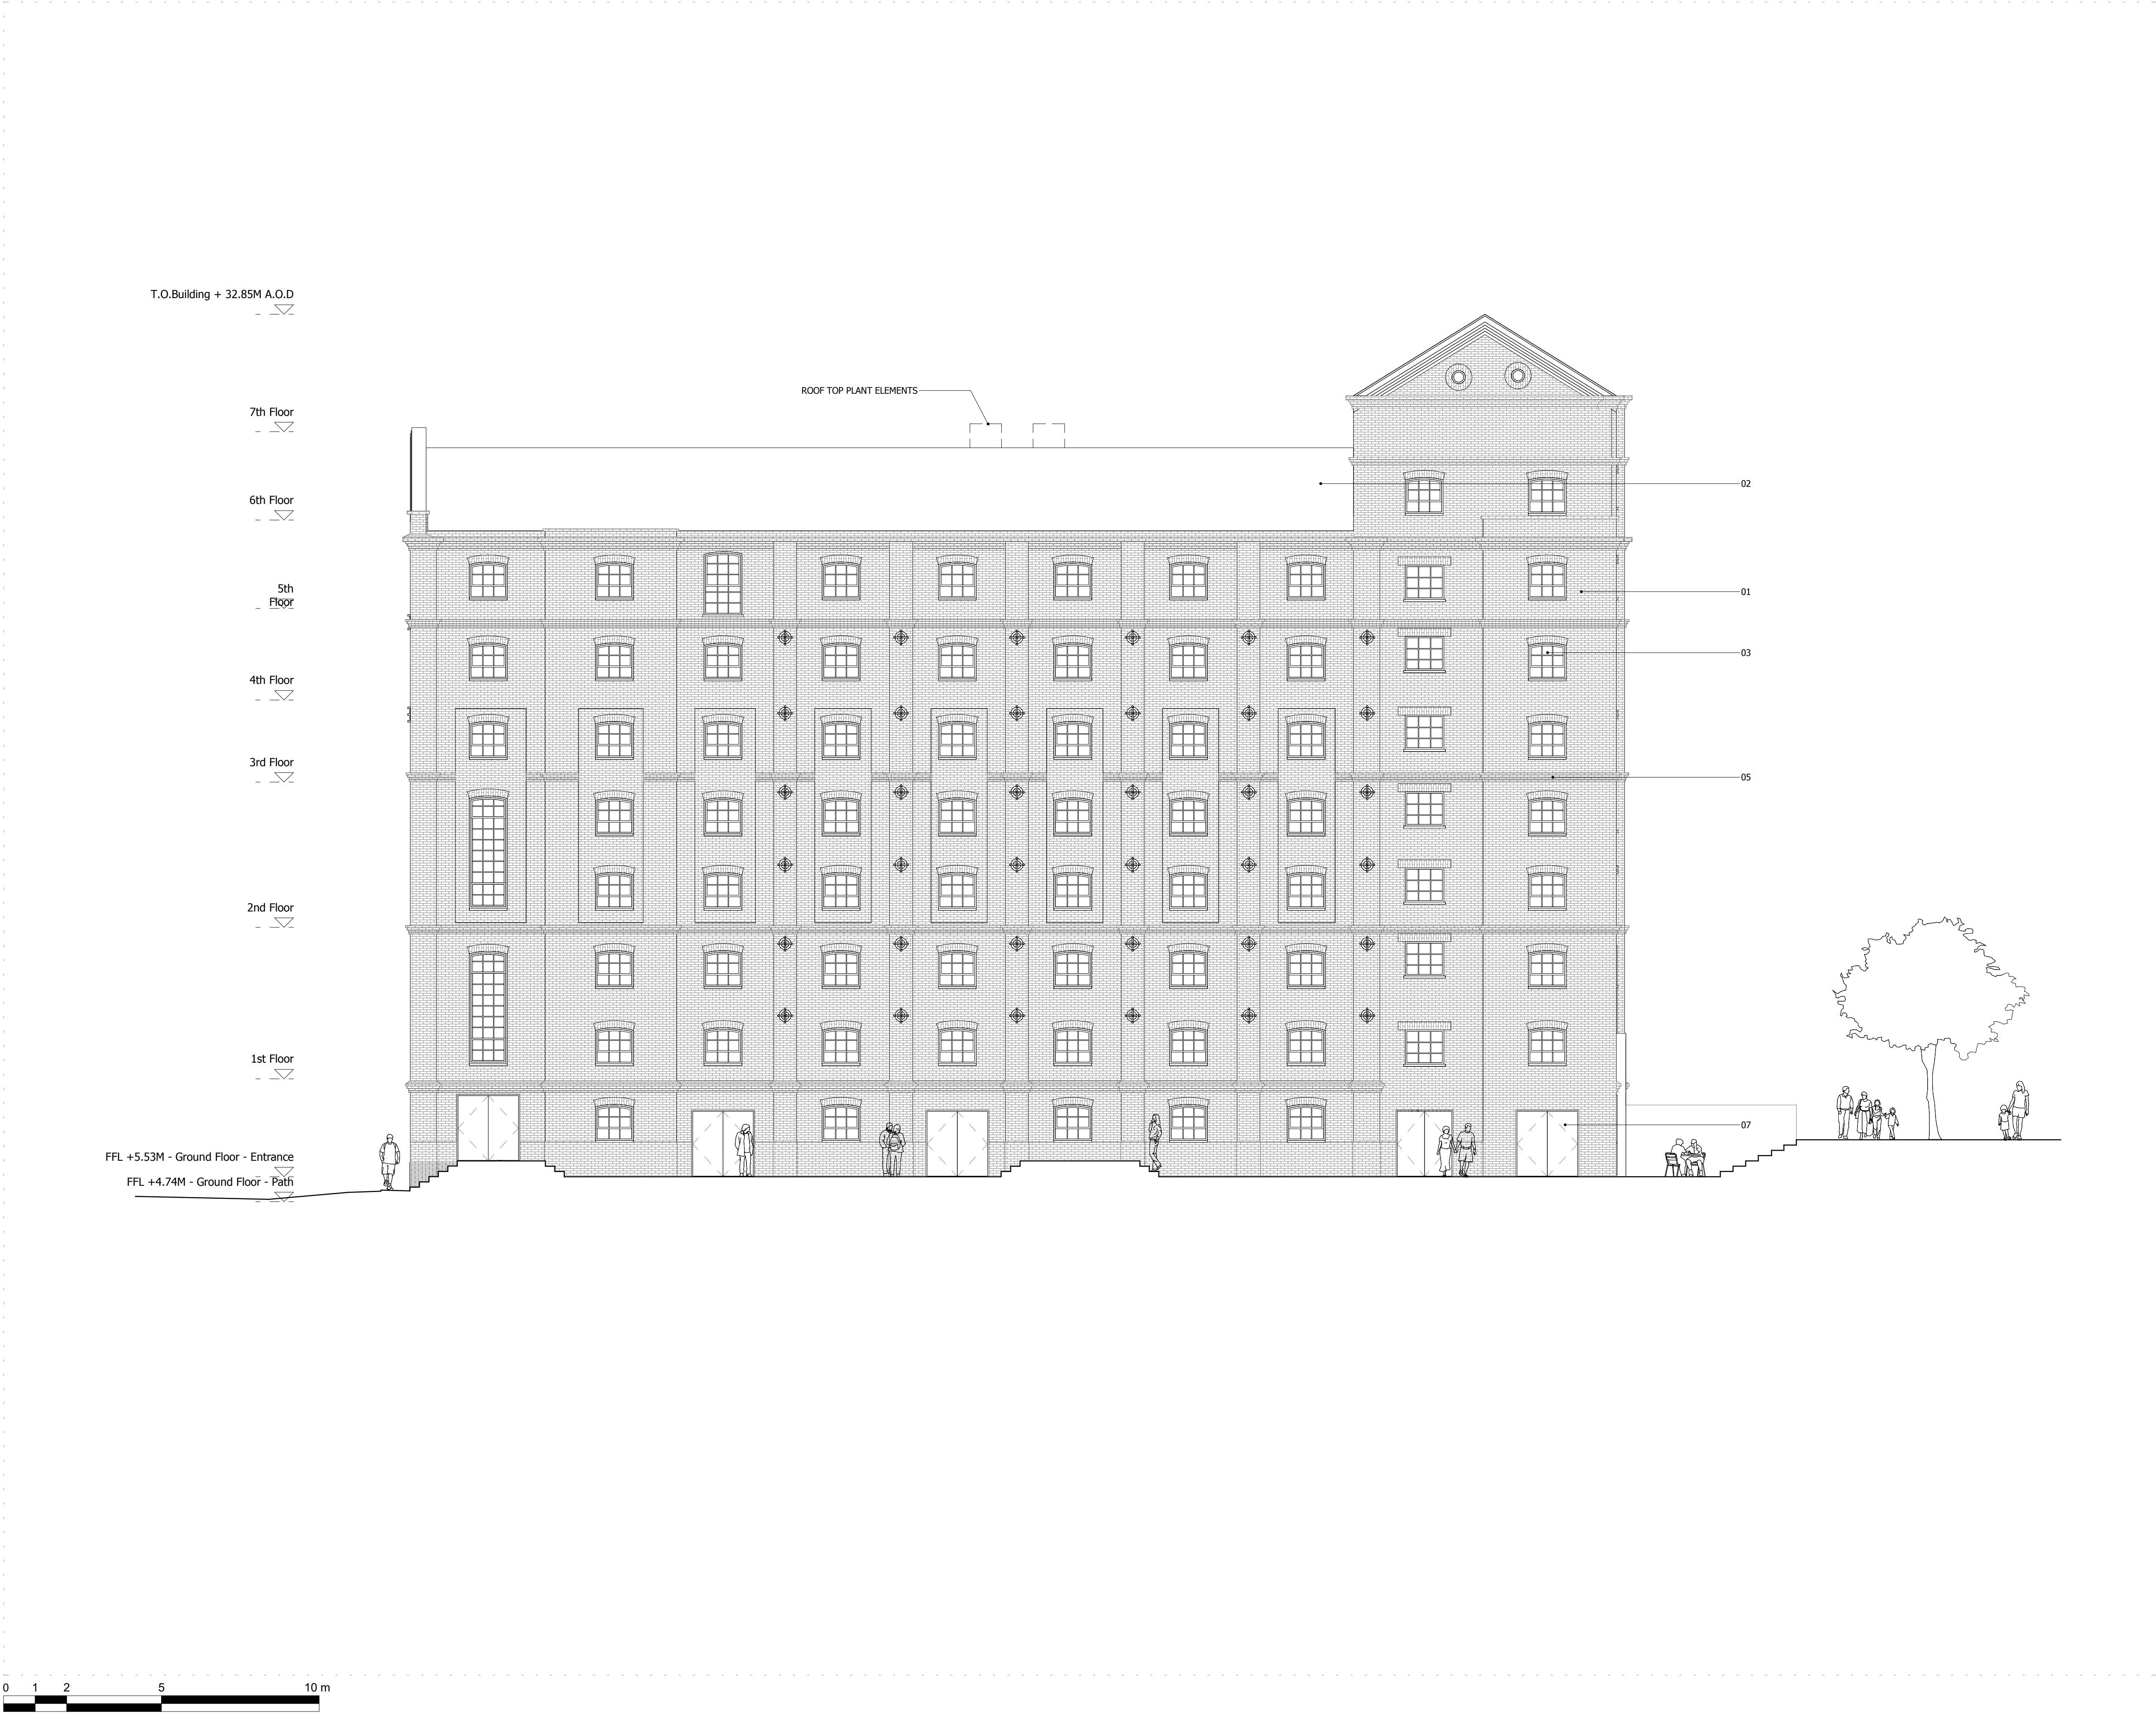 T.O.Building + 32.85M A.O.D
ROOF TOP PLANT ELEMENTS
7th Floor
02
6th Floor
5th
Floor
01
03
4th Floor
3rd Floor
05
2nd Floor
1st Floor
07
FFL +5.53M - Ground Floor - Entrance
FFL +4.74M - Ground Floor - Path
0 1 2 5 10 m